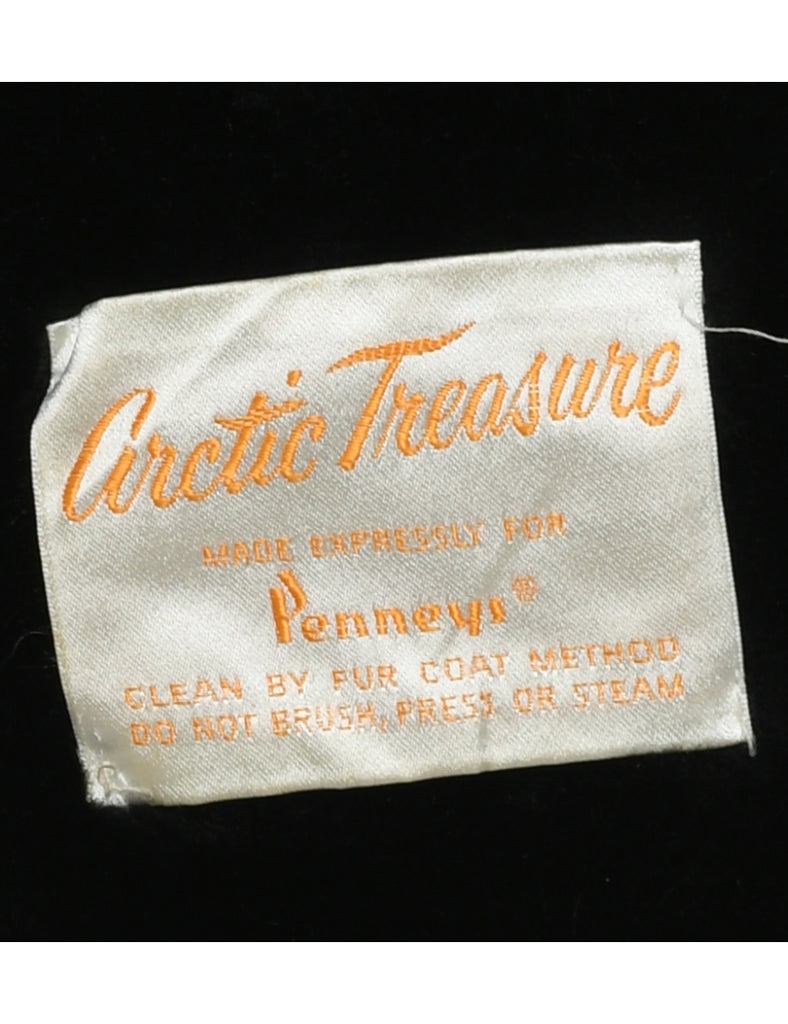 Arctic Treasure
MADE EXPRESSLY FOR
Penneys®
CLEAN BY FUR COAT METHOD
DO NOT BRUSH, PRESS OR STEAM